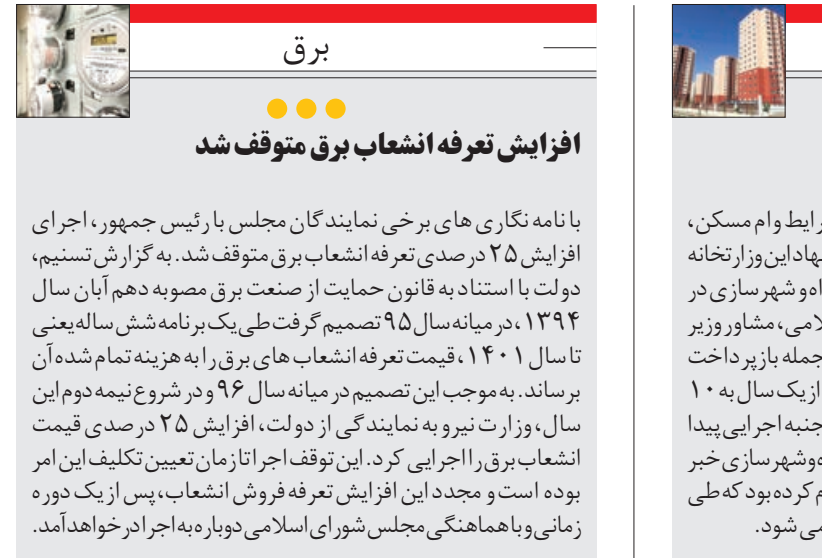 برق
افزایش تعرفه انشعاب برق متوقف شد
با نامه نگاری های برخی نمایندگان مجلس با رئیس جمهور، اجرای
افزایش ۲۵ درصدی تعرفه انشعاب برق متوقف شد. به گزارش تسنیم،
دولت با استناد به قانون حمایت از صنعت برق مصوبه دهم آبان سال
۱۳۹۴، در میانه سال ۹۵ تصمیم گرفت طی یک برنامه شش ساله یعنی
تا سال ۱۴۰۱، قیمت تعرفه انشعاب های برق را به هزینه تمام شده آن
برساند. به موجب این تصمیم در میانه سال ۹۶ و در شروع نیمه دوم این
سال، وزارت نیرو به نمایندگی از دولت، افزایش ۲۵ درصدی قیمت
انشعاب برق را اجرایی کرد. این توقف اجرا تا زمان تعیین تکلیف این امر
بوده است و مجدد این افزایش تعرفه فروش انشعاب، پس از یک دوره
زمانی و با هماهنگی مجلس شورای اسلامی دوباره به اجرا در خواهد آمد.
شرایط وام مسکن،
این وزارتخانه
و شهرسازی در
مشاور وزیر
جمله بازپرداخت
از یک سال به ۱۰
جنبه اجرایی پیدا
وشهرسازی خبر
کرده بود که طی
می شود.